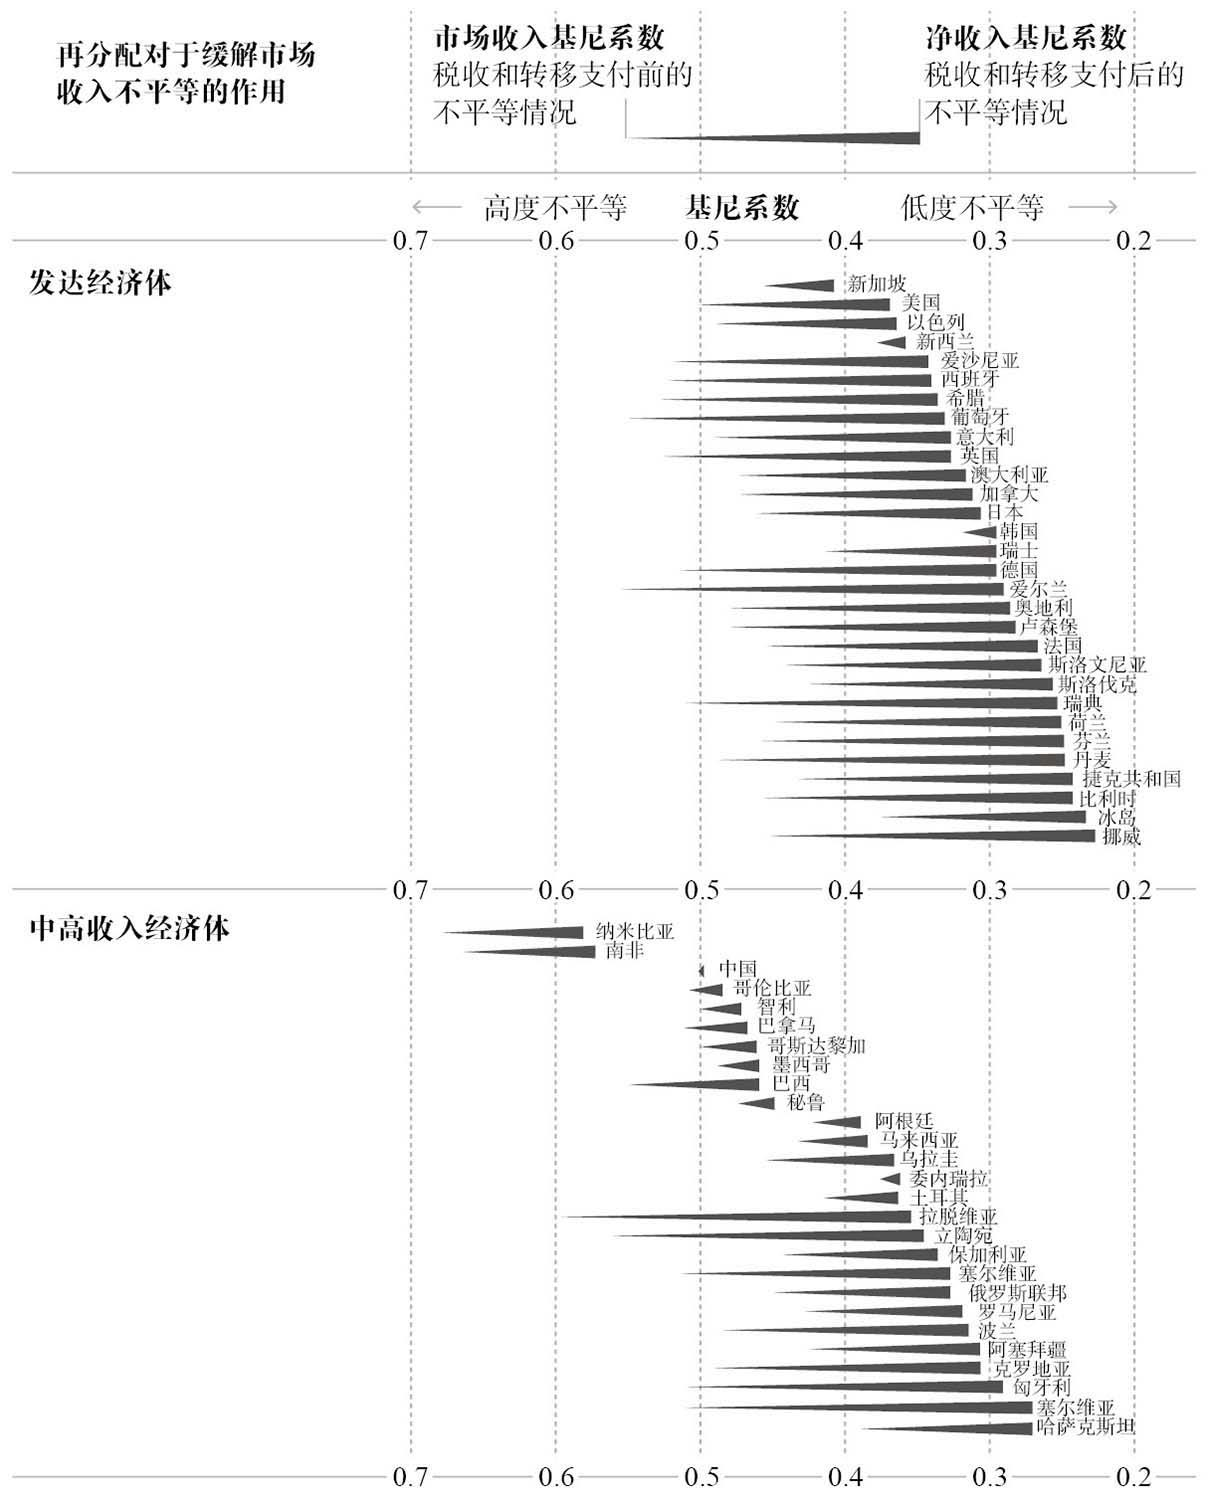 再分配对于缓解市场
收入不平等的作用
市场收入基尼系数
税收和转移支付前的
不平等情况
净收入基尼系数
税收和转移支付后的
不平等情况
高度不平等 基尼系数 低度不平等
0.7 0.6 0.5 0.4 0.3 0.2
发达经济体
新加坡
美国
以色列
新西兰
爱沙尼亚
西班牙
希腊
葡萄牙
意大利
英国
澳大利亚
加拿大
日本
韩国
瑞士
德国
爱尔兰
奥地利
卢森堡
法国
斯洛文尼亚
斯洛伐克
瑞典
荷兰
芬兰
丹麦
捷克共和国
比利时
冰岛
挪威
0.7 0.6 0.5 0.4 0.3 0.2
中高收入经济体
纳米比亚
南非
中国
哥伦比亚
智利
巴拿马
哥斯达黎加
墨西哥
巴西
秘鲁
阿根廷
马来西亚
乌拉圭
委内瑞拉
土耳其
拉脱维亚
立陶宛
保加利亚
塞尔维亚
俄罗斯联邦
罗马尼亚
波兰
阿塞拜疆
克罗地亚
匈牙利
塞尔维亚
哈萨克斯坦
0.7 0.6 0.5 0.4 0.3 0.2